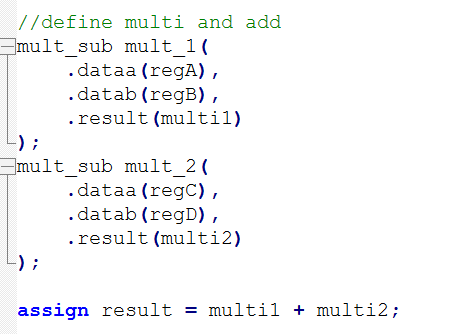 //define multi and add
mult_sub mult_1(
.dataa(regA),
.datab(regB),
.result(multi1)
);
mult_sub mult_2(
.dataa(regC),
.datab(regD),
.result(multi2)
);
assign result = multi1 + multi2;